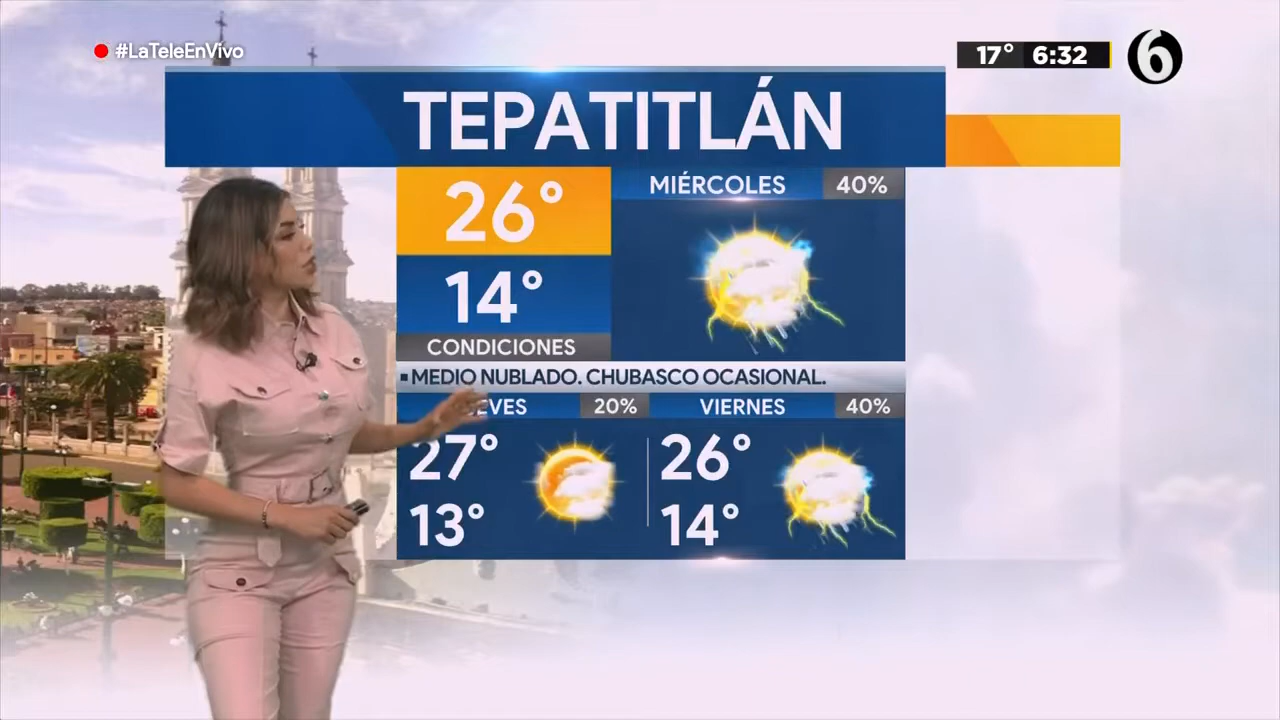 #LaTeleEnVivo
17° 6:32 6
TEPATITLÁN
26°
14°
MIÉRCOLES 40%
CONDICIONES
MEDIO NUBLADO. CHUBASCO OCASIONAL.
20%
VIERNES 40%
27°
13°
26°
14°